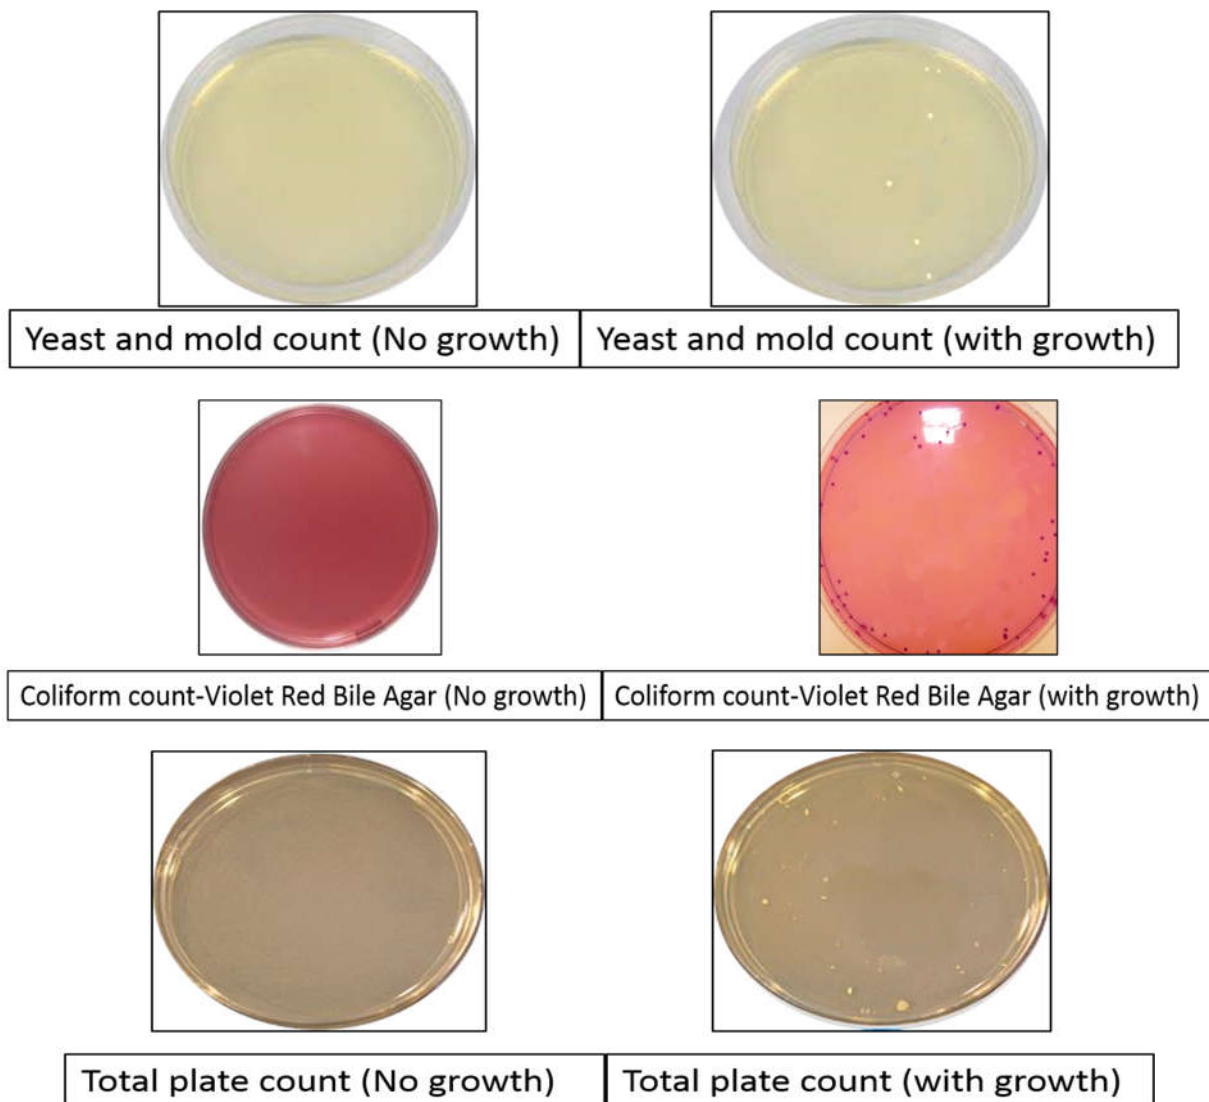 Yeast and mold count (No growth)
Yeast and mold count (with growth)
Coliform count-Violet Red Bile Agar (No growth)
Coliform count-Violet Red Bile Agar (with growth)
Total plate count (No growth)
Total plate count (with growth)